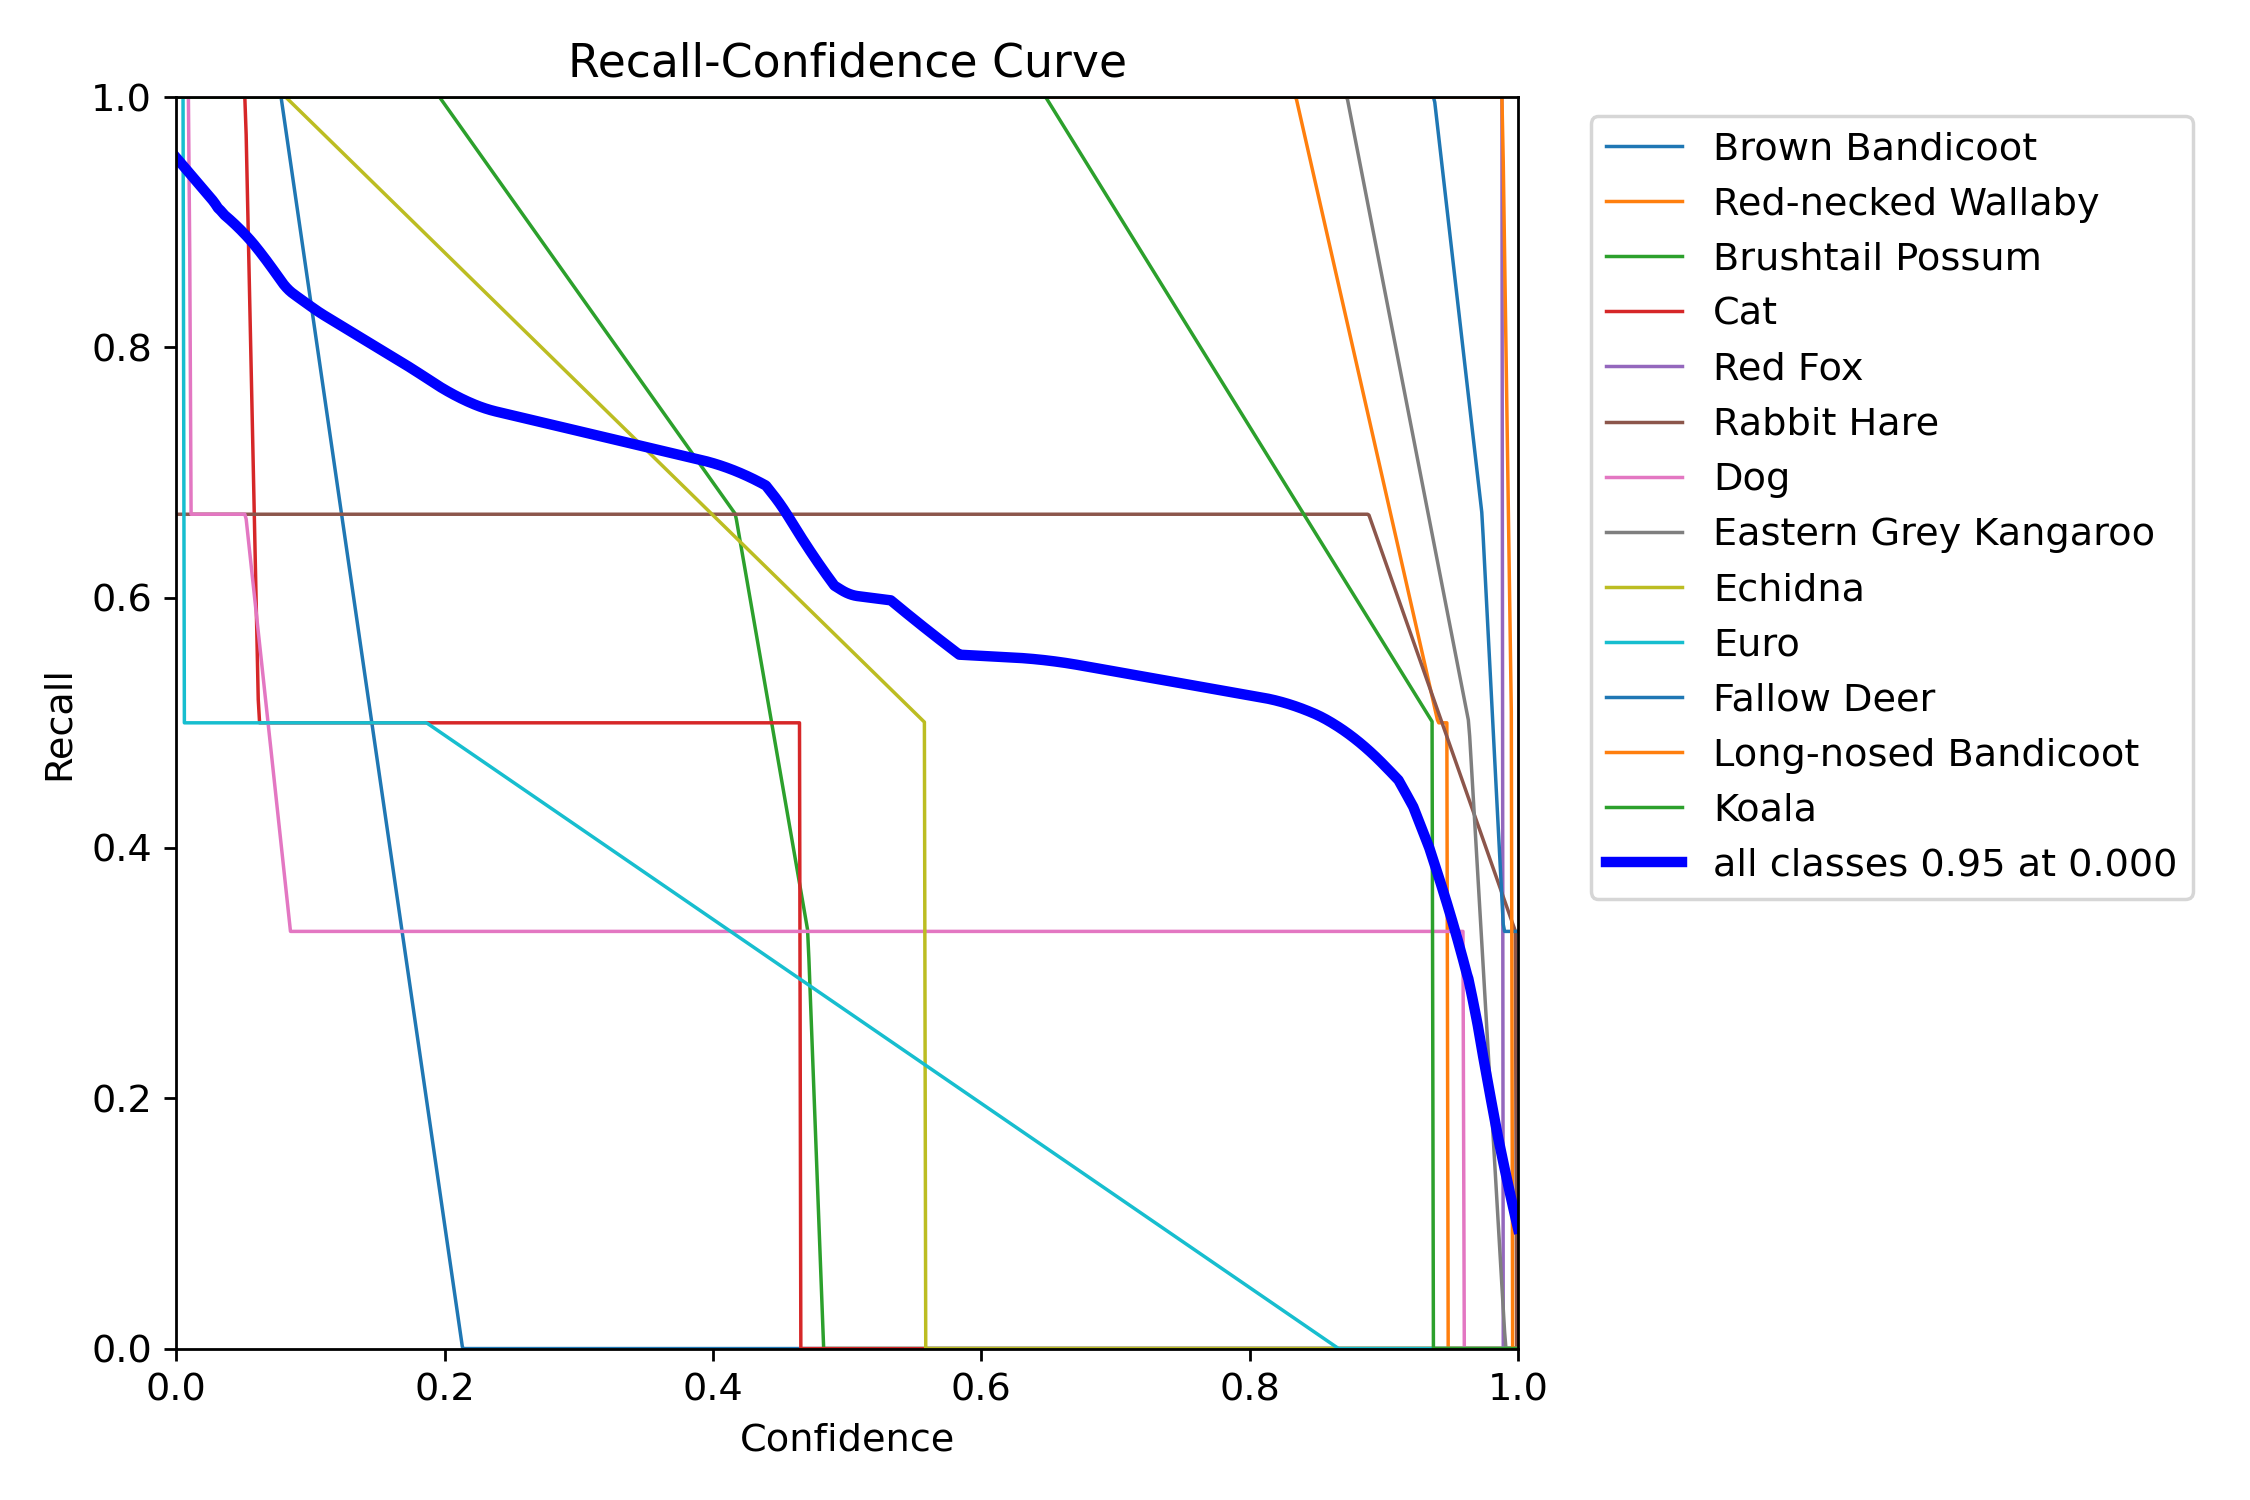 Recall-Confidence Curve
1.0
0.8
0.6
0.4
0.2
0.0
Recall
0.0 0.2 0.4 0.6 0.8 1.0
Confidence
Brown Bandicoot
Red-necked Wallaby
Brushtail Possum
Cat
Red Fox
Rabbit Hare
Dog
Eastern Grey Kangaroo
Echidna
Euro
Fallow Deer
Long-nosed Bandicoot
Koala
all classes 0.95 at 0.000